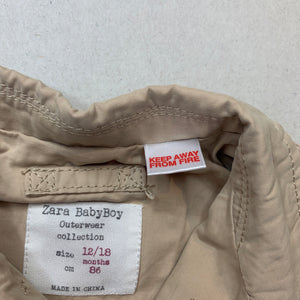 KEEP AWAY
FROM FIRE
Zara BabyBoy
Outerwear
collection
size 12/18
months
cm 86
MADE IN CHINA